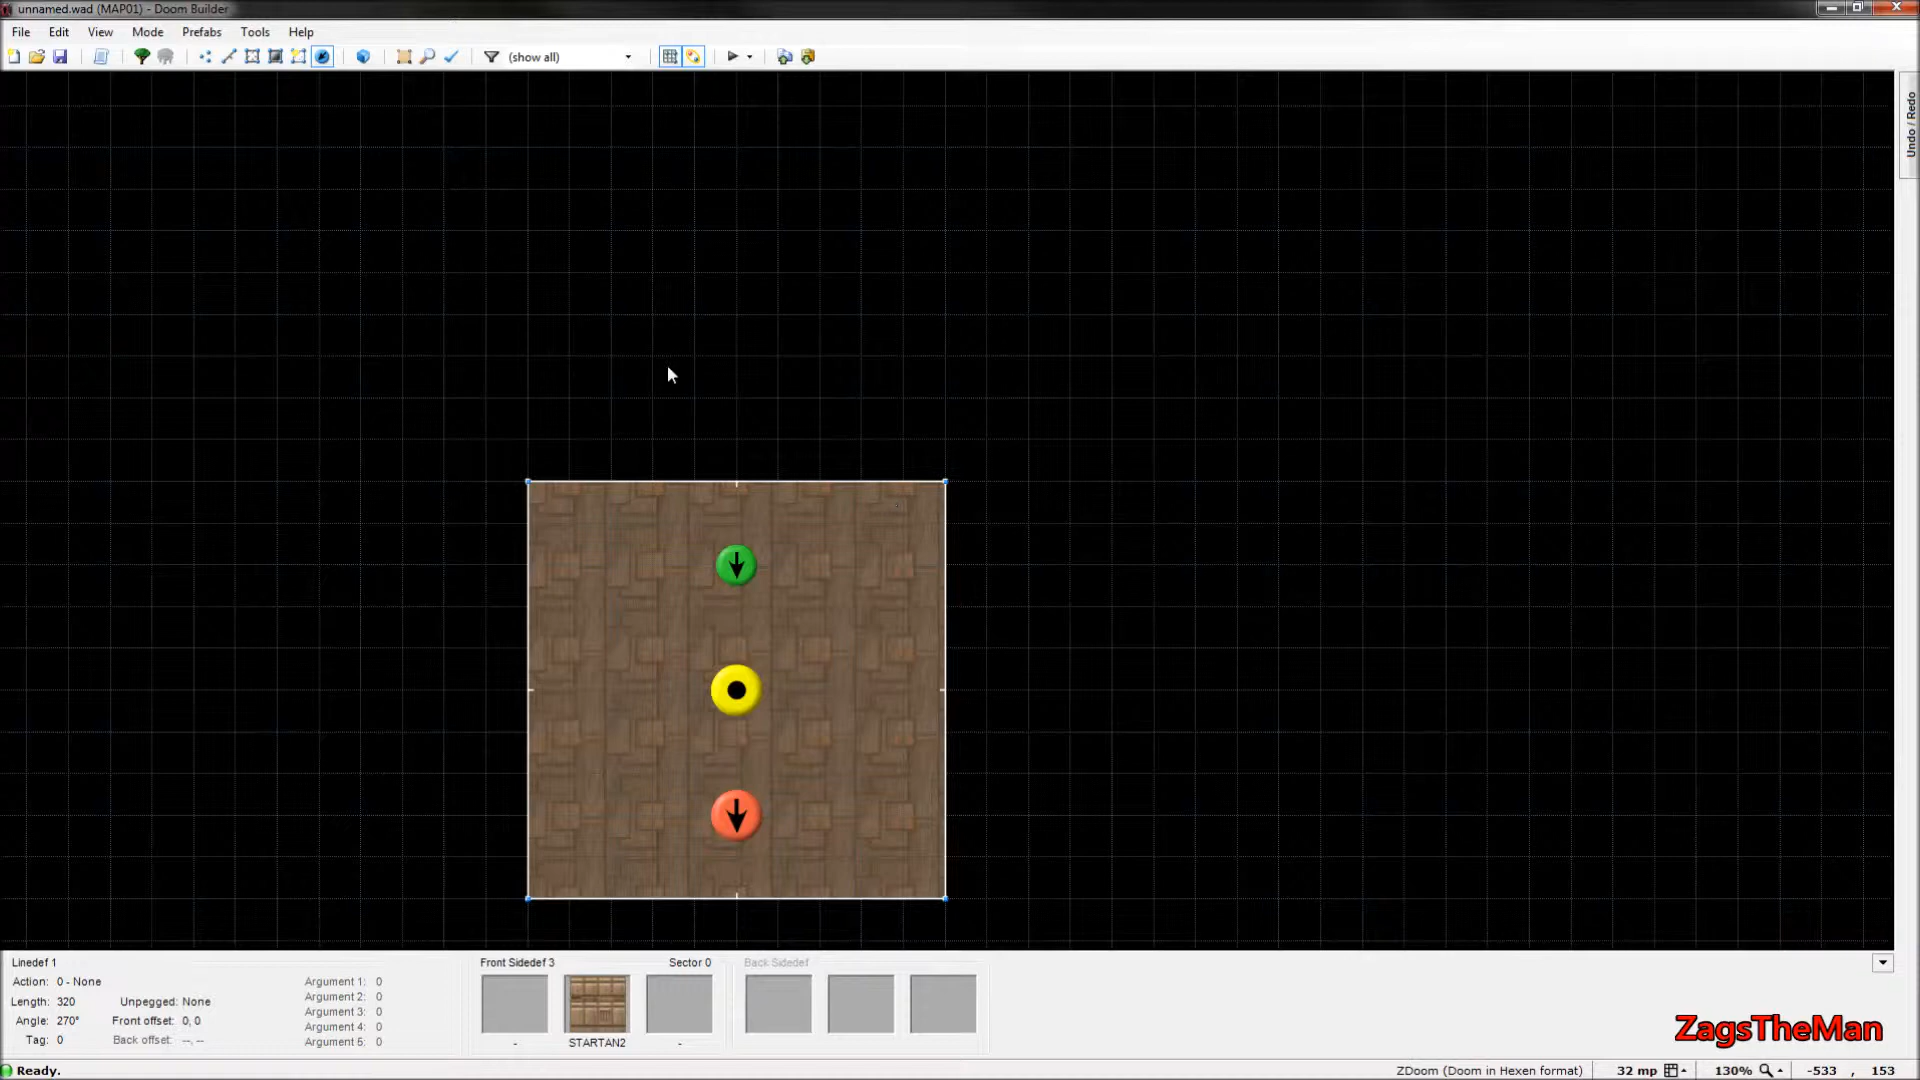 unnamed.wad (MAP01) - Doom Builder
File Edit View Mode Prefabs Tools Help
(show all)
Undo / Redo
Linedef 1
Action: 0 - None
Length: 320 Unpegged: None
Angle: 270° Front offset: 0, 0
Tag: 0 Back offset: --, --
Argument 1: 0
Argument 2: 0
Argument 3: 0
Argument 4: 0
Argument 5: 0
Front Sidedef 3 Sector 0
- STARTAN2 -
Back Sidedef
ZagsTheMan
Ready.
ZDoom (Doom in Hexen format) 32 mp 130% -533 , 153